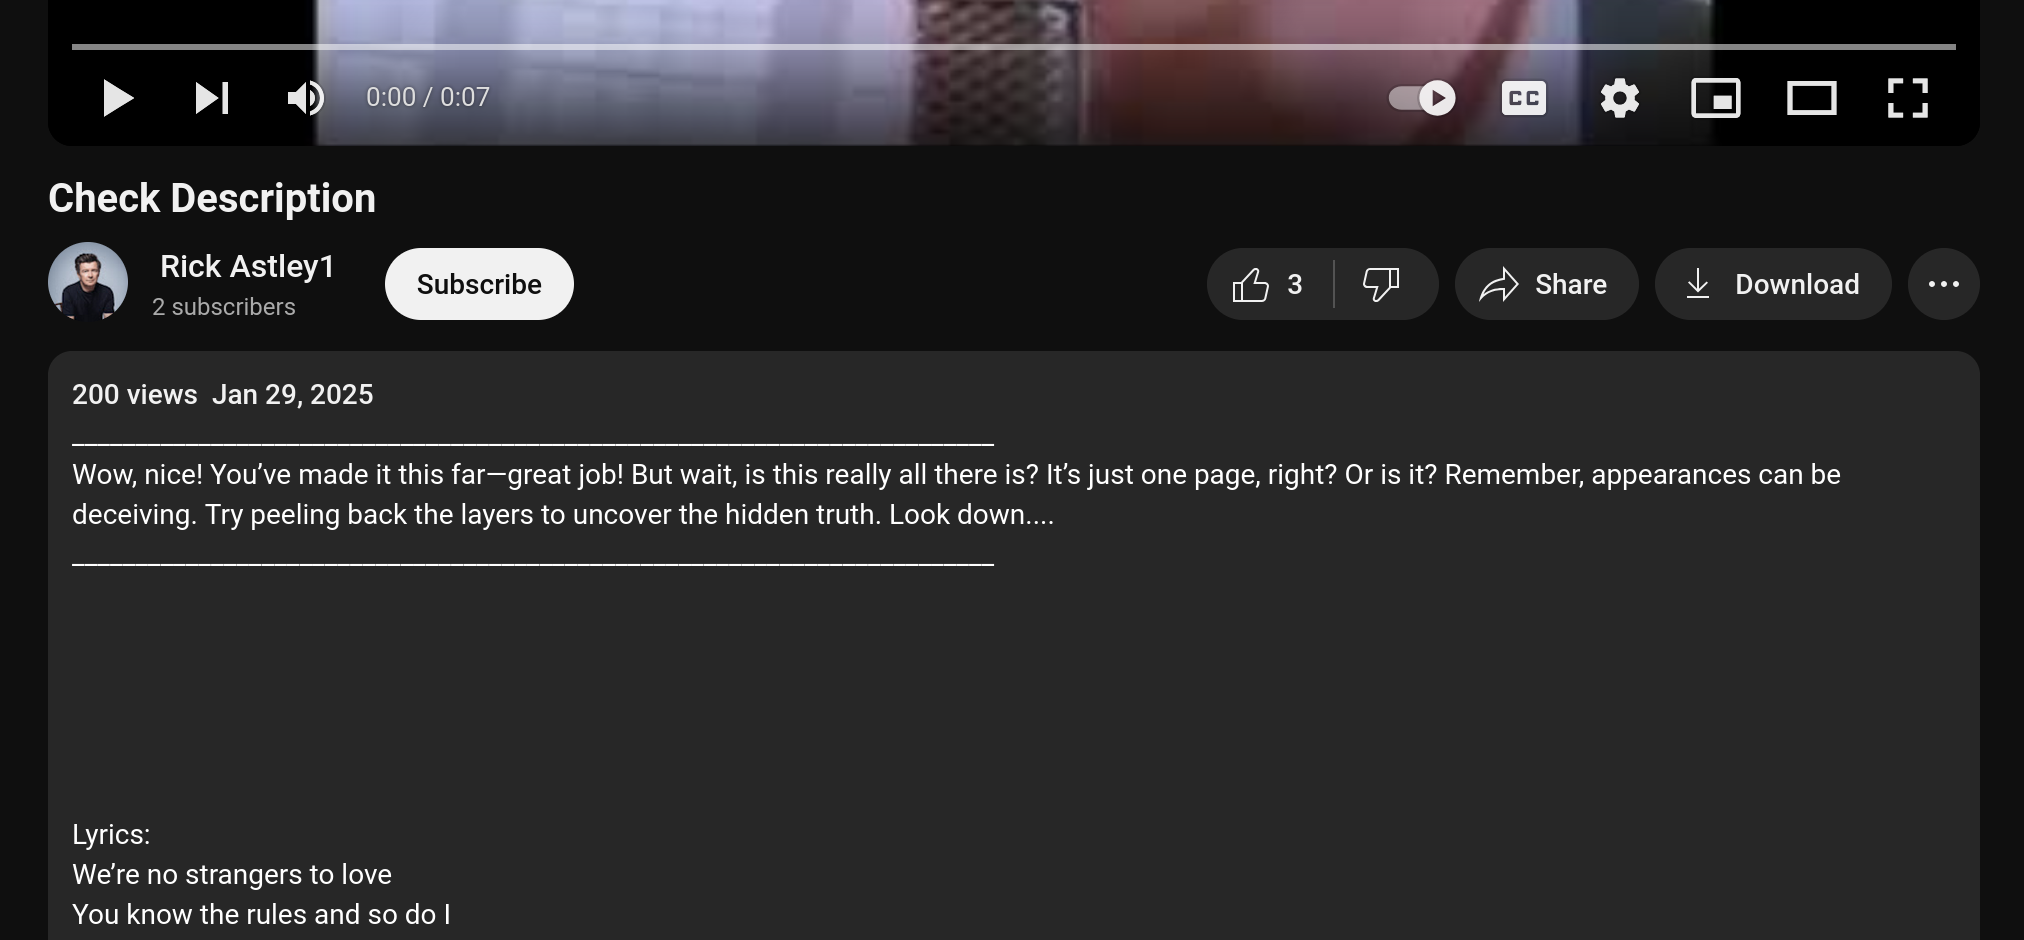 0:00 / 0:07
CC
Check Description
Rick Astley1
2 subscribers
Subscribe
3
Share
Download
200 views  Jan 29, 2025
_________________________________________________________________________
Wow, nice! You’ve made it this far—great job! But wait, is this really all there is? It’s just one page, right? Or is it? Remember, appearances can be
deceiving. Try peeling back the layers to uncover the hidden truth. Look down....
_________________________________________________________________________
Lyrics:
We’re no strangers to love
You know the rules and so do I